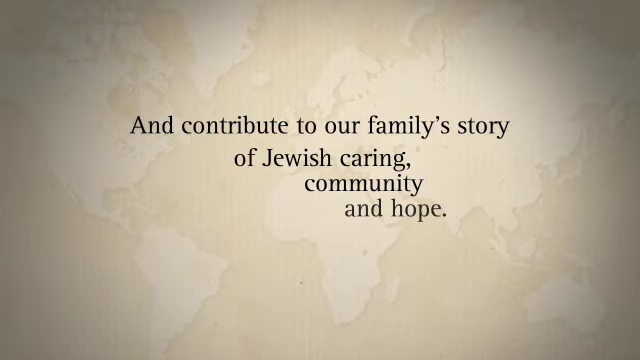 And contribute to our family’s story
of Jewish caring,
community
and hope.